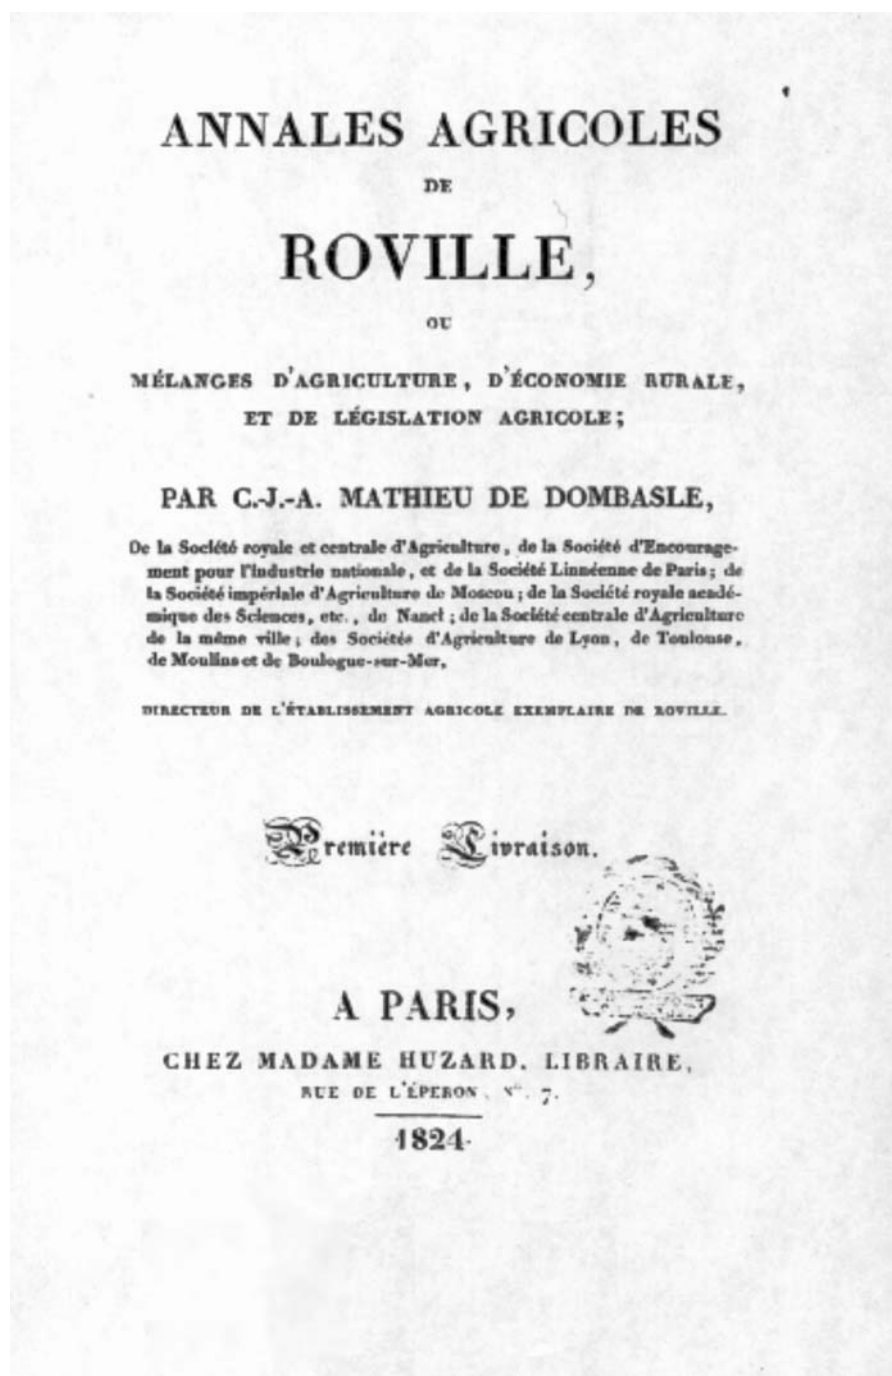 ANNALES AGRICOLES
DE
ROVILLE,
OU
MÉLANGES D'AGRICULTURE, D'ÉCONOMIE RURALE,
ET DE LÉGISLATION AGRICOLE;
PAR C.-J.-A. MATHIEU DE DOMBASLE,
De la Société royale et centrale d'Agriculture, de la Société d'Encourage-
ment pour l'Industrie nationale, et de la Société Linnéenne de Paris; de
la Société impériale d'Agriculture de Moscou; de la Société royale acadé-
mique des Sciences, etc., de Nanci; de la Société centrale d'Agriculture
de la même ville; des Sociétés d'Agriculture de Lyon, de Toulouse,
de Moulins et de Boulogne-sur-Mer,
DIRECTEUR DE L'ÉTABLISSEMENT AGRICOLE EXEMPLAIRE DE ROVILLE.
Première Livraison.
A PARIS,
CHEZ MADAME HUZARD, LIBRAIRE,
RUE DE L'ÉPERON, N°. 7.
1824.